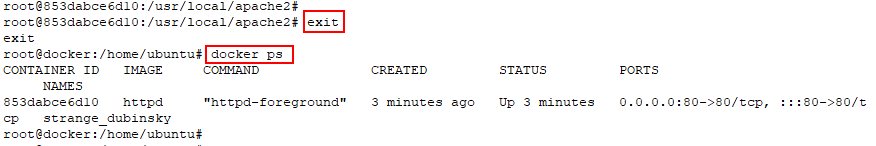 root@853dabce6d10:/usr/local/apache2#
root@853dabce6d10:/usr/local/apache2# exit
exit
root@docker:/home/ubuntu# docker ps
CONTAINER ID   IMAGE     COMMAND              CREATED         STATUS         PORTS
     NAMES
853dabce6d10   httpd     "httpd-foreground"   3 minutes ago   Up 3 minutes   0.0.0.0:80->80/tcp, :::80->80/t
cp   strange_dubinsky
root@docker:/home/ubuntu#